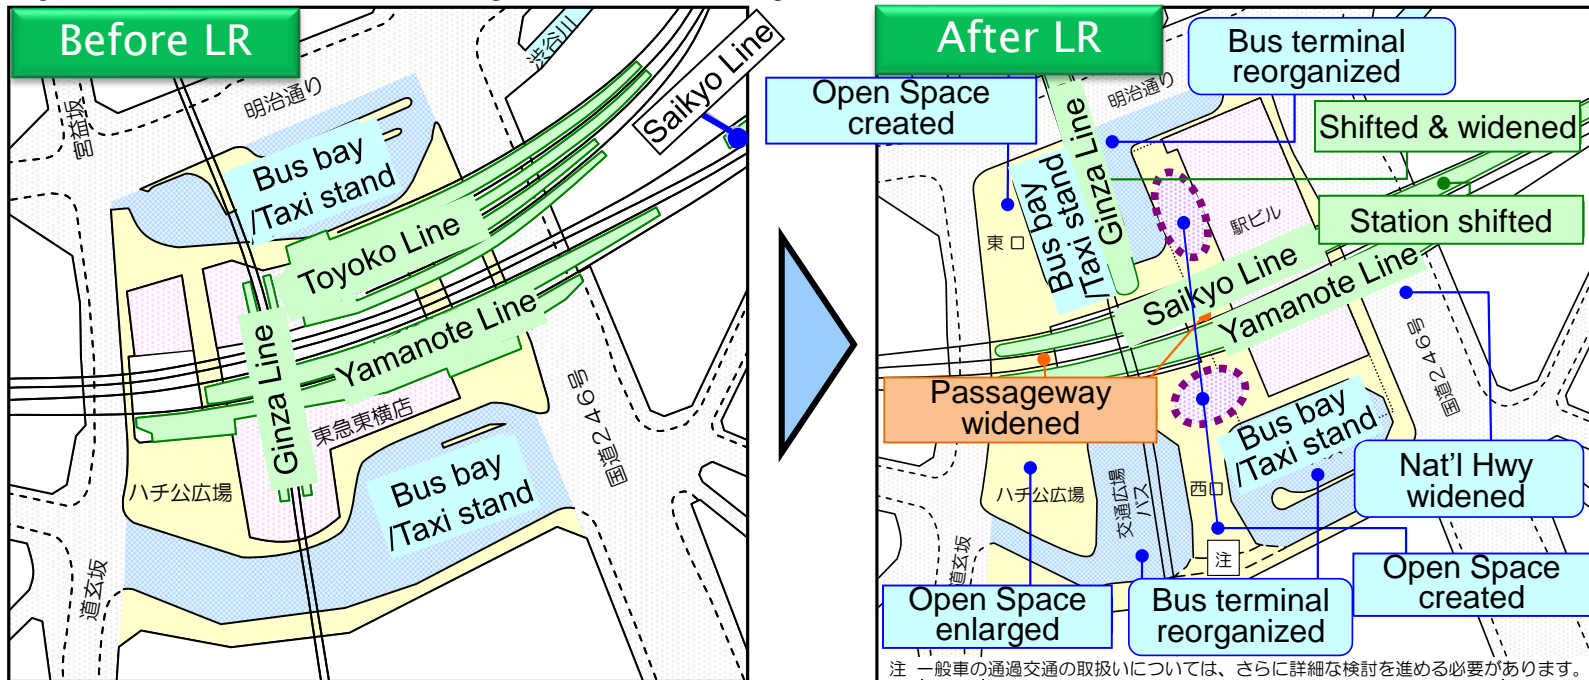 Before LR
宮益坂
明治通り
渋谷川
Saikyo Line
Bus bay
/Taxi stand
Toyoko Line
Yamanote Line
Ginza Line
東急東横店
国道246号
ハチ公広場
Bus bay
/Taxi stand
道玄坂
After LR
Bus terminal
reorganized
Open Space
created
明治通り
Ginza Line
Shifted & widened
Bus bay
/Taxi stand
東口
駅ビル
Station shifted
Saikyo Line
Yamanote Line
国道246号
Passageway
widened
Bus bay
/Taxi stand
Nat'l Hwy
widened
ハチ公広場
交通広場
バス
西口
注
道玄坂
Open Space
enlarged
Bus terminal
reorganized
Open Space
created
注 一般車の通過交通の取扱いについては、さらに詳細な検討を進める必要があります。